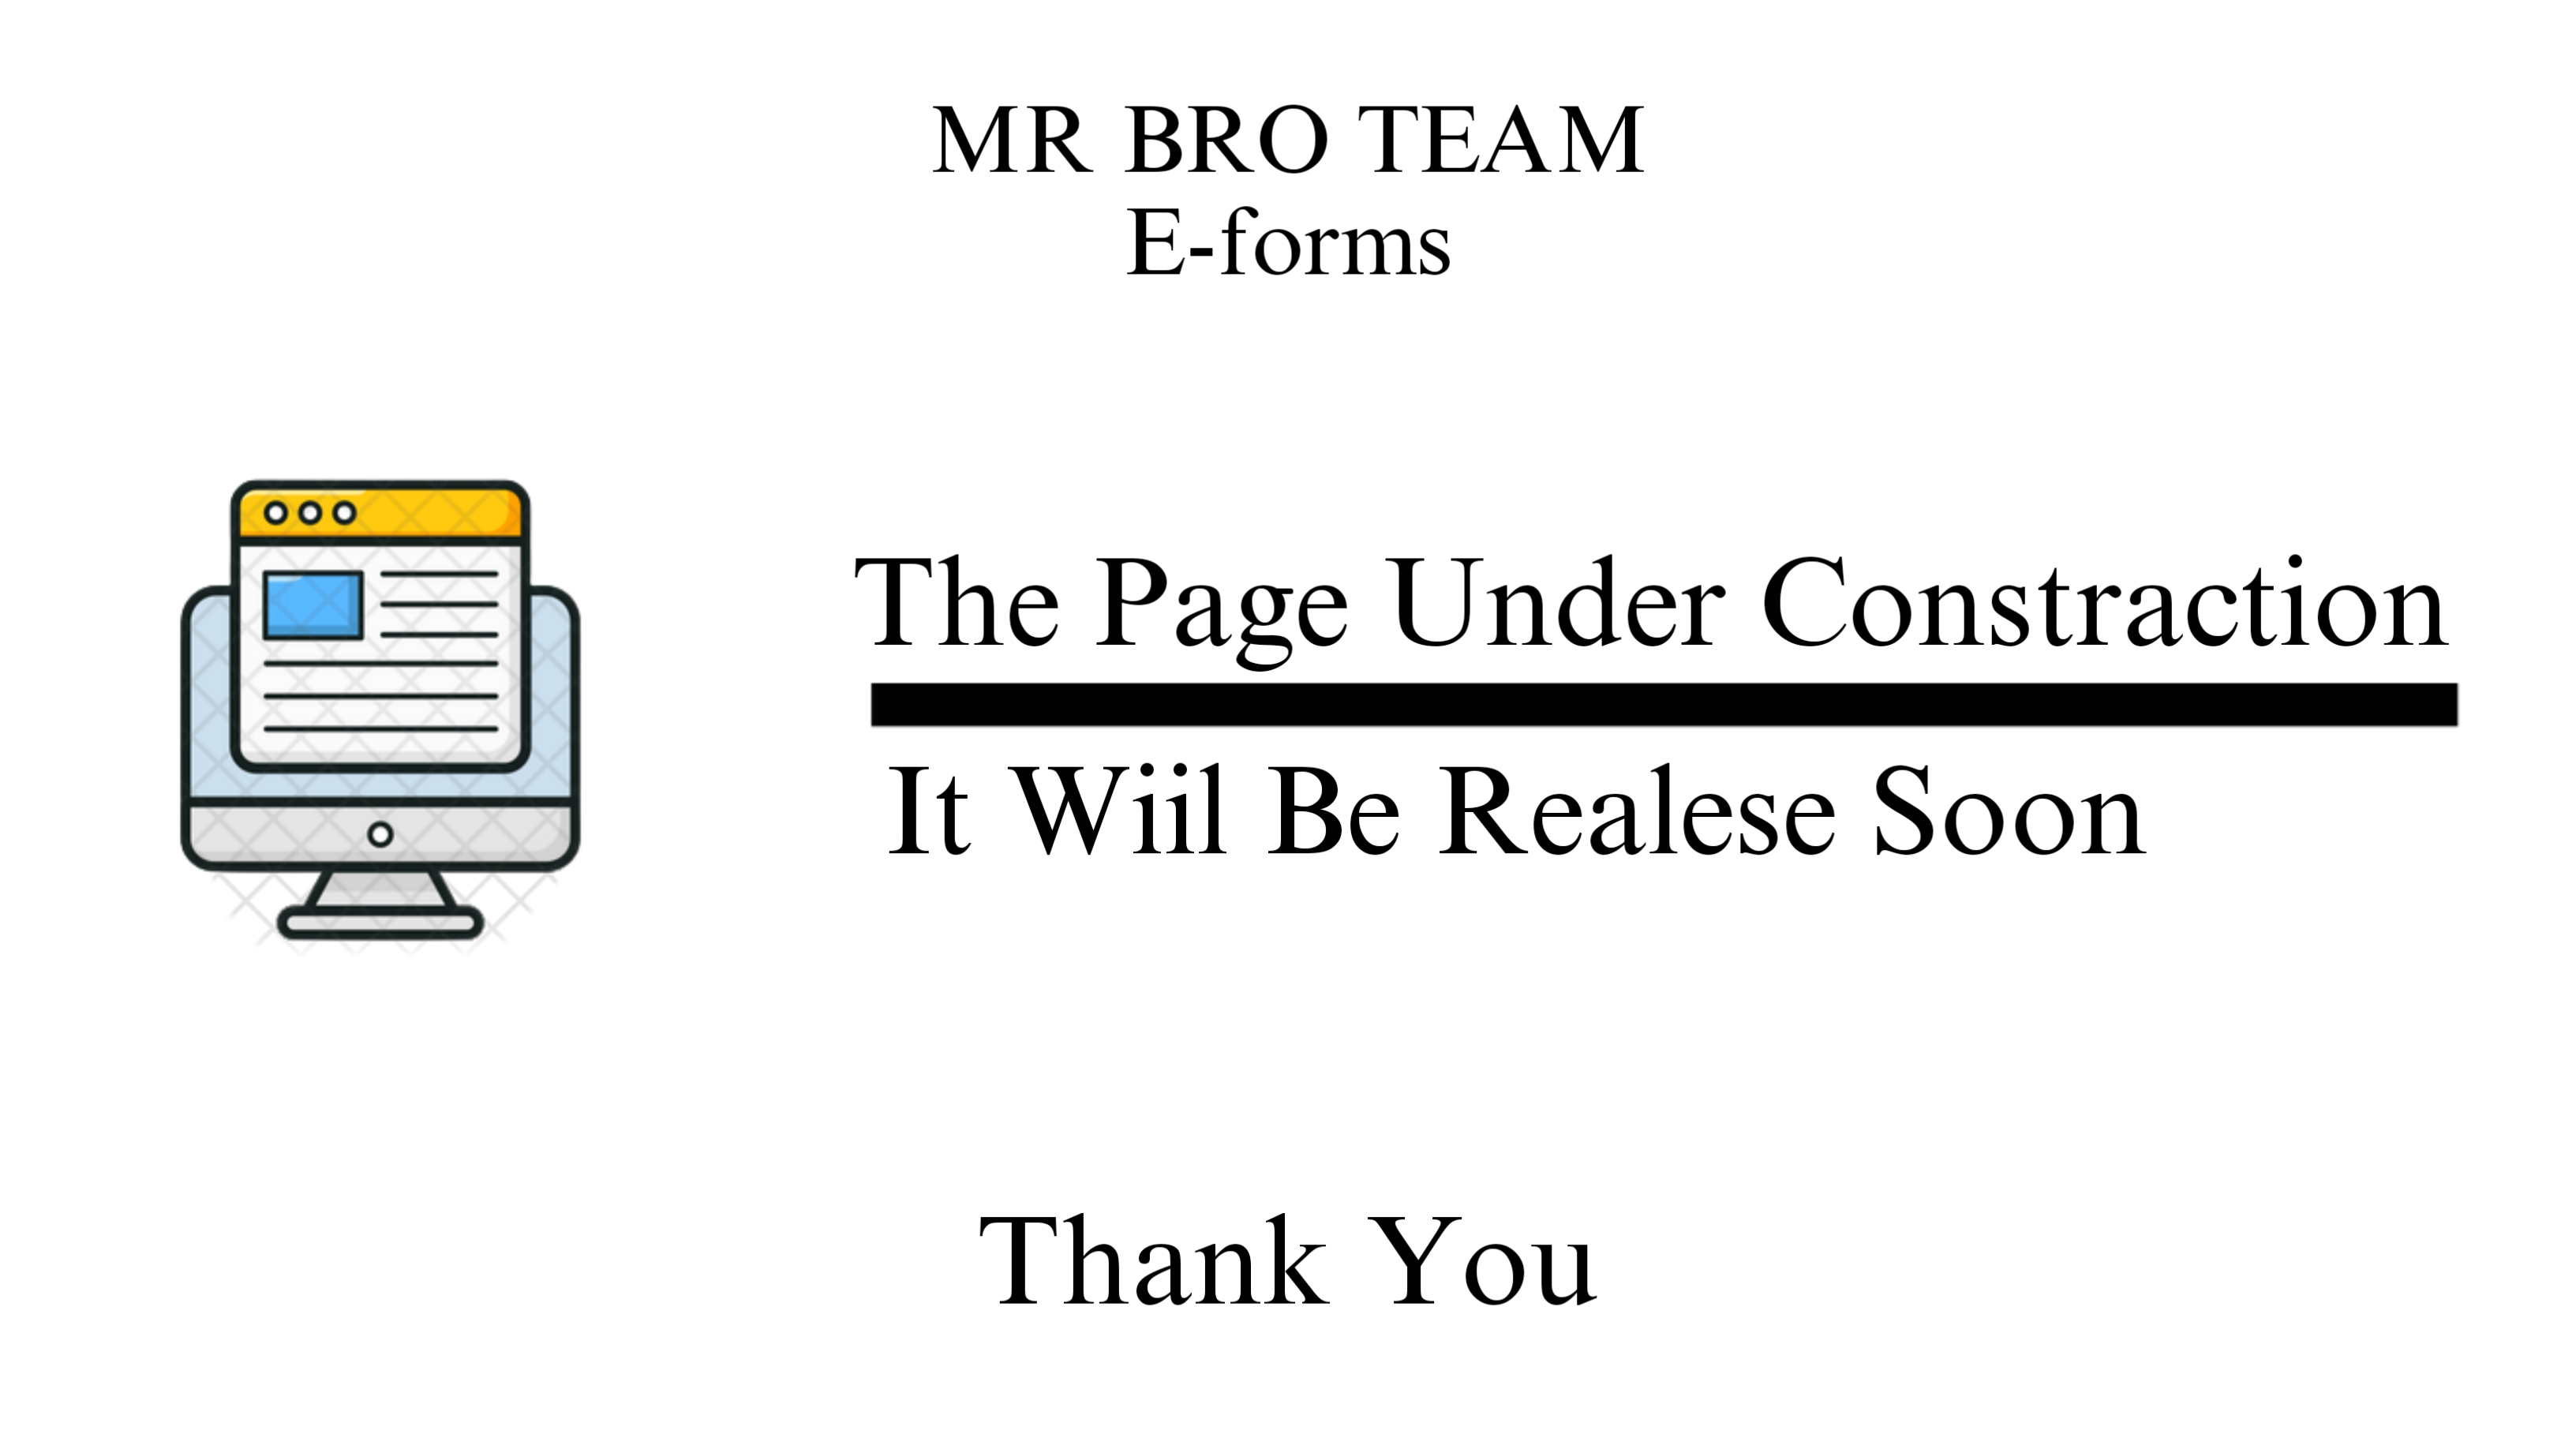 MR BRO TEAM
E-forms
The Page Under Constraction
It Wiil Be Realese Soon
Thank You